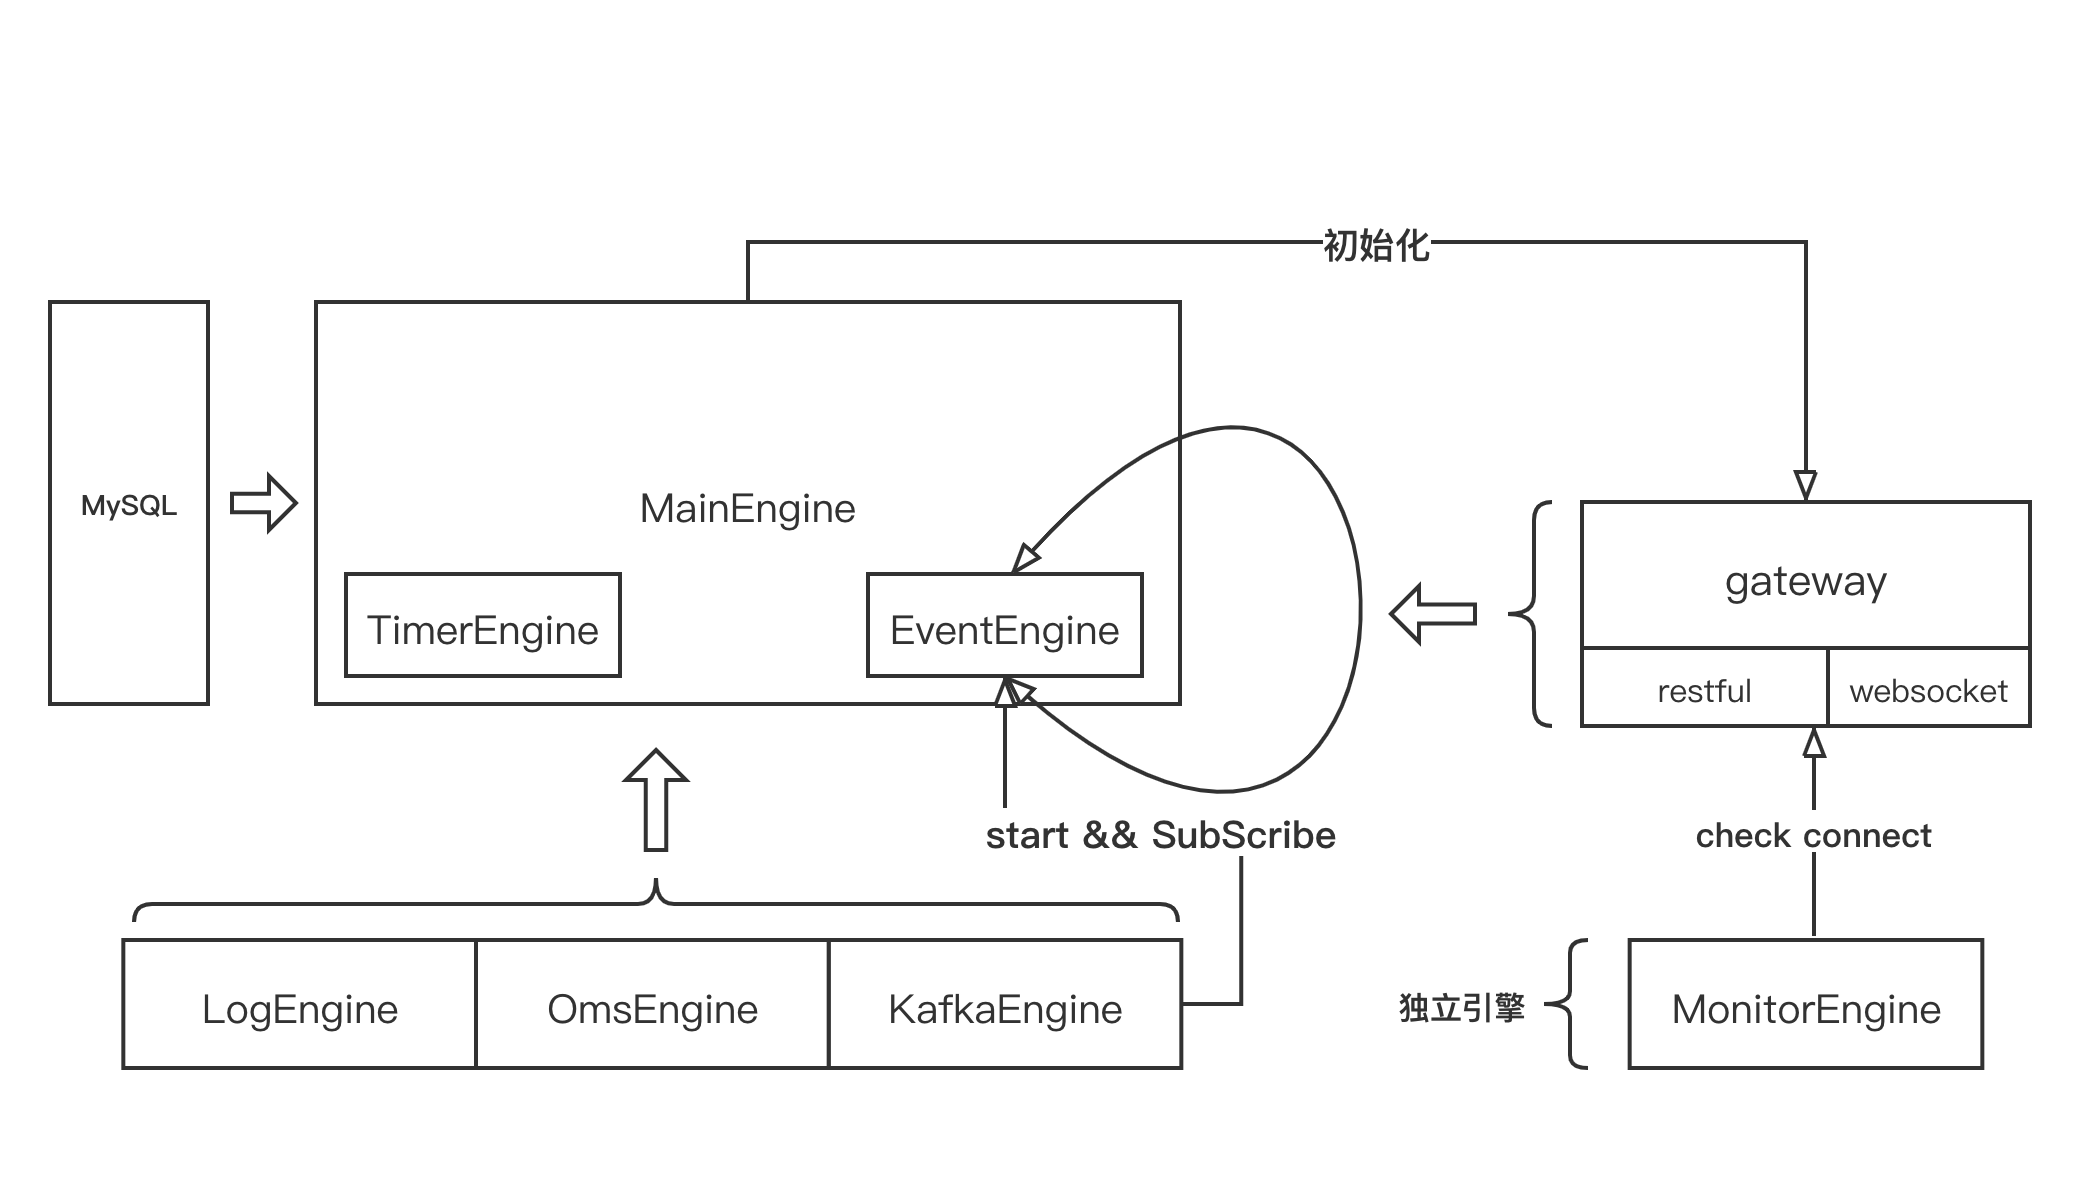 初始化
MySQL
MainEngine
TimerEngine
EventEngine
gateway
restful
websocket
start && SubScribe
check connect
LogEngine
OmsEngine
KafkaEngine
独立引擎
MonitorEngine